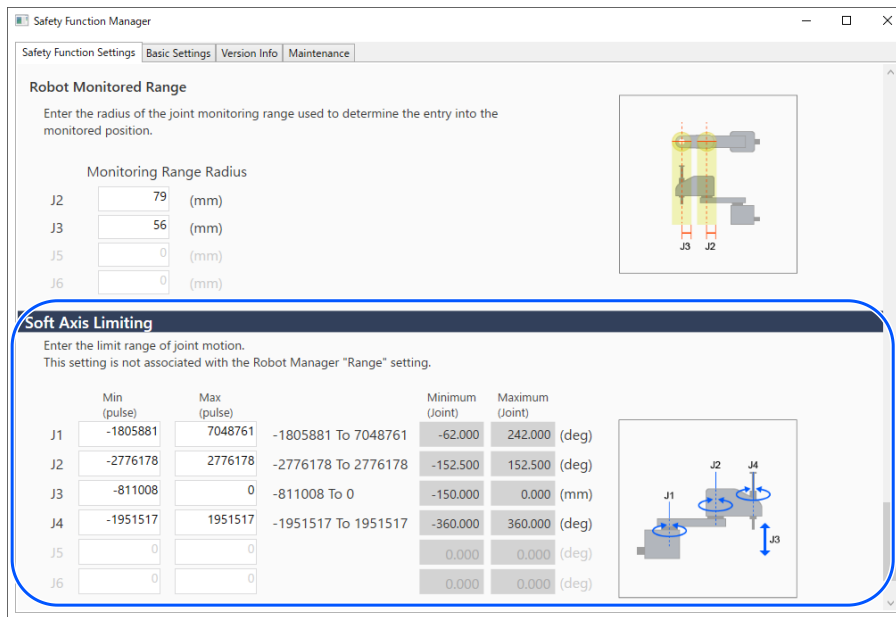 Safety Function Manager
Safety Function Settings Basic Settings Version Info Maintenance
Robot Monitored Range
Enter the radius of the joint monitoring range used to determine the entry into the
monitored position.
Monitoring Range Radius
J2 79 (mm)
J3 56 (mm)
J5 0 (mm)
J6 0 (mm)
J3 J2
Soft Axis Limiting
Enter the limit range of joint motion.
This setting is not associated with the Robot Manager "Range" setting.
Min Max Minimum Maximum
(pulse) (pulse) (Joint) (Joint)
J1 -1805881 7048761 -1805881 To 7048761 -62.000 242.000 (deg)
J2 -2776178 2776178 -2776178 To 2776178 -152.500 152.500 (deg)
J3 -811008 0 -811008 To 0 -150.000 0.000 (mm)
J4 -1951517 1951517 -1951517 To 1951517 -360.000 360.000 (deg)
J5 0 0 0.000 0.000 (deg)
J6 0 0 0.000 0.000 (deg)
J2 J4
J1
J3